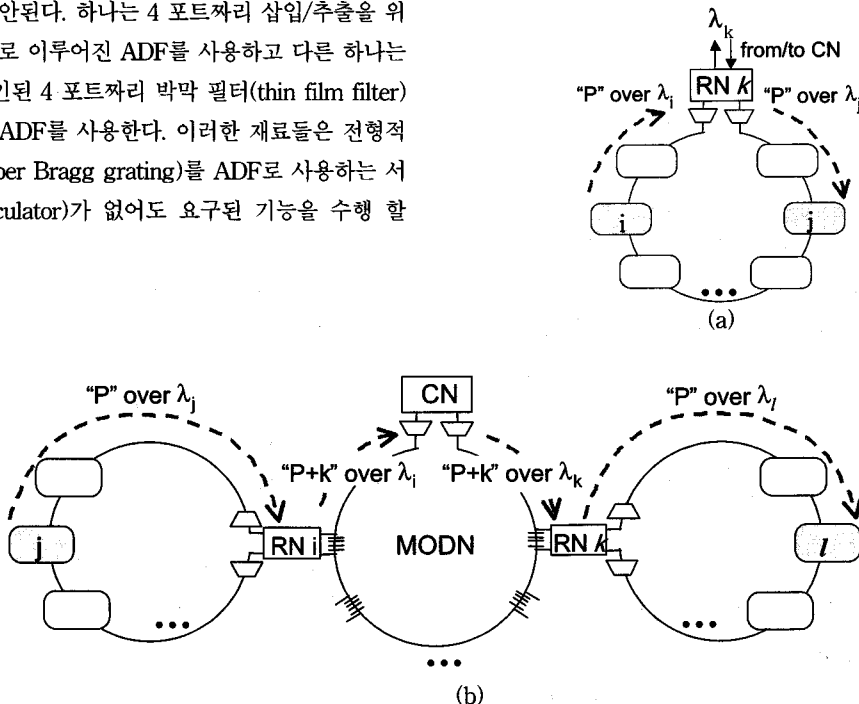 안된다. 하나는 4 포트짜리 삽입/추출을 위
로 이루어진 ADF를 사용하고 다른 하나는
인된 4 포트짜리 박막 필터(thin film filter)
ADF를 사용한다. 이러한 재료들은 전형적
per Bragg grating)를 ADF로 사용하는 서
culator)가 없어도 요구된 기능을 수행 할
λk
from/to CN
RN k
“P” over λi
“P” over λj
i
j
•••
(a)
“P” over λj
CN
“P” over λl
“P+k” over λi
“P+k” over λk
j
RN i
MODN
RN k
l
•••
•••
•••
(b)